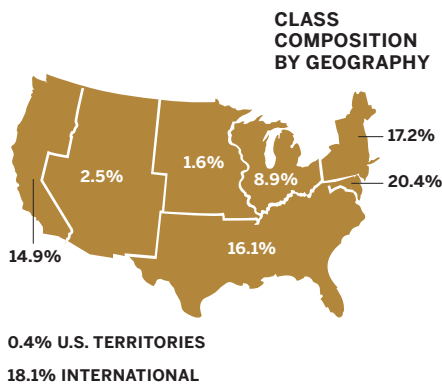 CLASS
COMPOSITION
BY GEOGRAPHY
17.2%
1.6%
2.5%
8.9%
20.4%
16.1%
14.9%
0.4% U.S. TERRITORIES
18.1% INTERNATIONAL